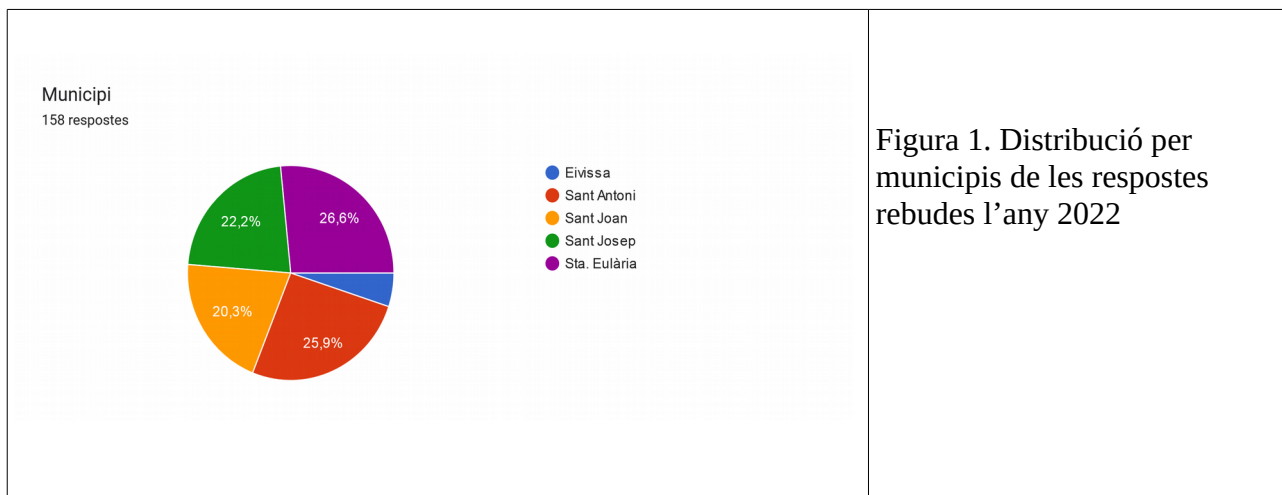 Municipi
158 respostes
22,2%
26,6%
20,3%
25,9%
Eivissa
Sant Antoni
Sant Joan
Sant Josep
Sta. Eulària
Figura 1. Distribució per
municipis de les respostes
rebudes l’any 2022